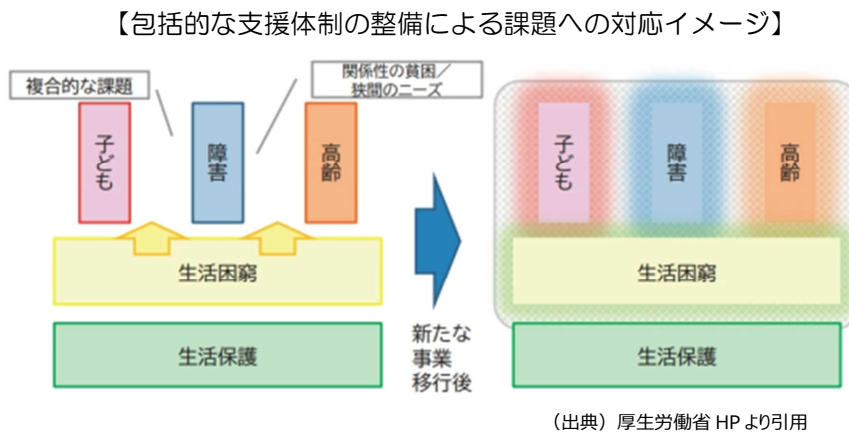 【包括的な支援体制の整備による課題への対応イメージ】
複合的な課題
関係性の貧困／
狭間のニーズ
子ども
障害
高齢
生活困窮
生活保護
新たな
事業
移行後
子ども
障害
高齢
生活困窮
生活保護
（出典）厚生労働省 HP より引用